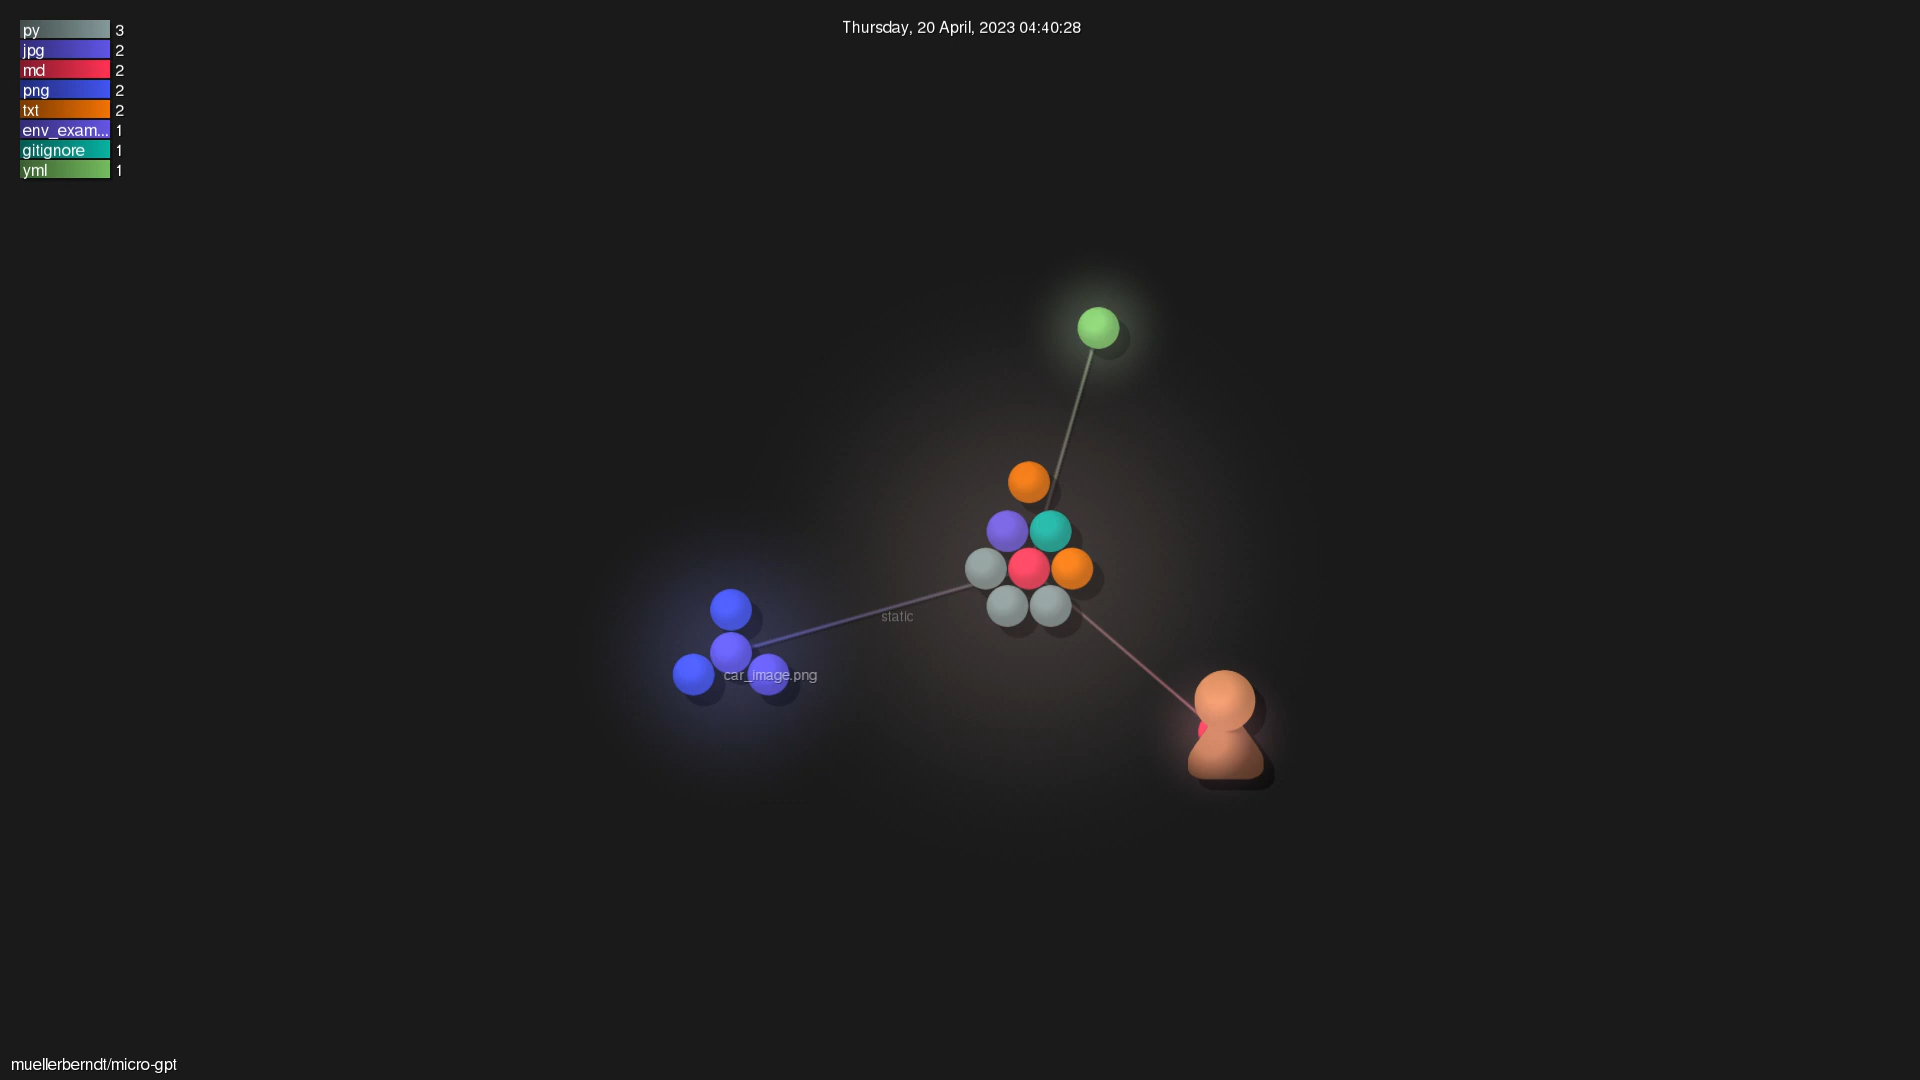 Thursday, 20 April, 2023 04:40:28
py 3
jpg 2
md 2
png 2
txt 2
env_exam... 1
gitignore 1
yml 1
static
car_image.png
muellerberndt/micro-gpt